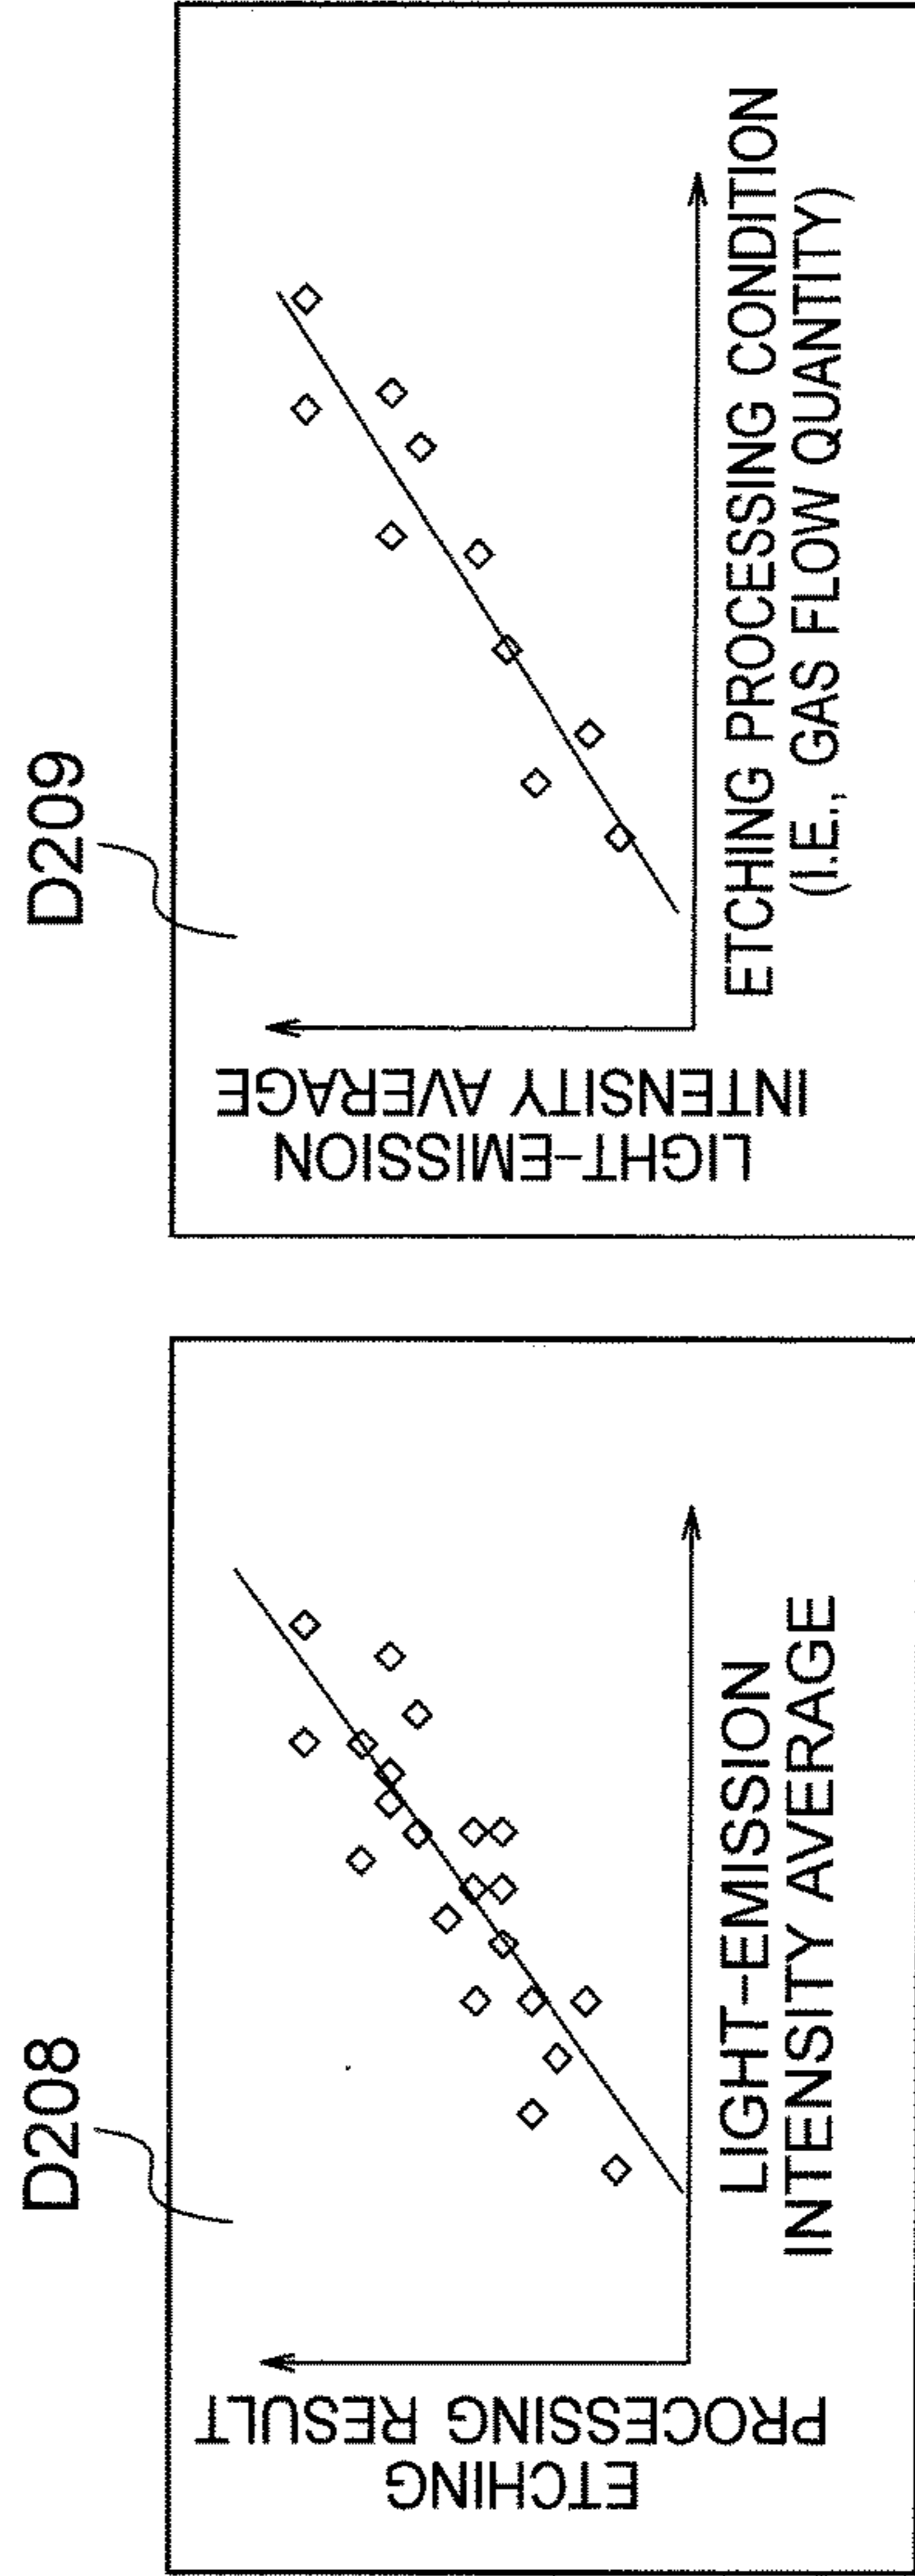 D208
ETCHING
PROCESSING RESULT
LIGHT-EMISSION
INTENSITY AVERAGE
D209
LIGHT-EMISSION
INTENSITY AVERAGE
ETCHING PROCESSING CONDITION
(I.E., GAS FLOW QUANTITY)